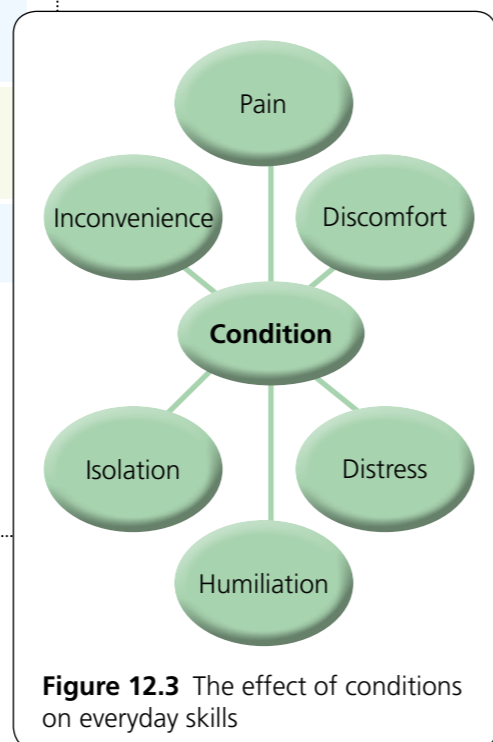 Pain
Inconvenience
Discomfort
Condition
Isolation
Distress
Humiliation
Figure 12.3 The effect of conditions
on everyday skills